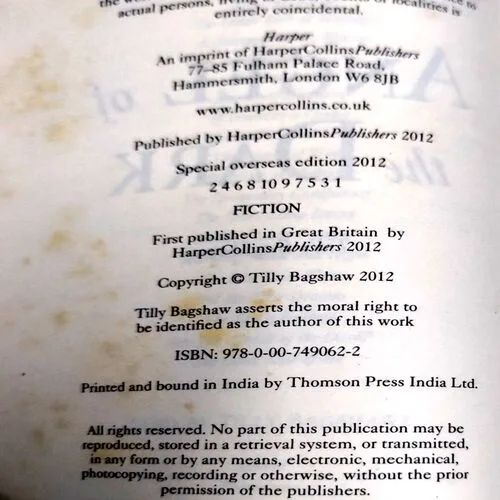 actual persons, living or dead, events or localities is
entirely coincidental.
Harper
An imprint of HarperCollinsPublishers
77–85 Fulham Palace Road,
Hammersmith, London W6 8JB
www.harpercollins.co.uk
Published by HarperCollinsPublishers 2012
Special overseas edition 2012
2 4 6 8 10 9 7 5 3 1
FICTION
First published in Great Britain by
HarperCollinsPublishers 2012
Copyright © Tilly Bagshaw 2012
Tilly Bagshaw asserts the moral right to
be identified as the author of this work
ISBN: 978-0-00-749062-2
Printed and bound in India by Thomson Press India Ltd.
All rights reserved. No part of this publication may be
reproduced, stored in a retrieval system, or transmitted,
in any form or by any means, electronic, mechanical,
photocopying, recording or otherwise, without the prior
permission of the publishers.